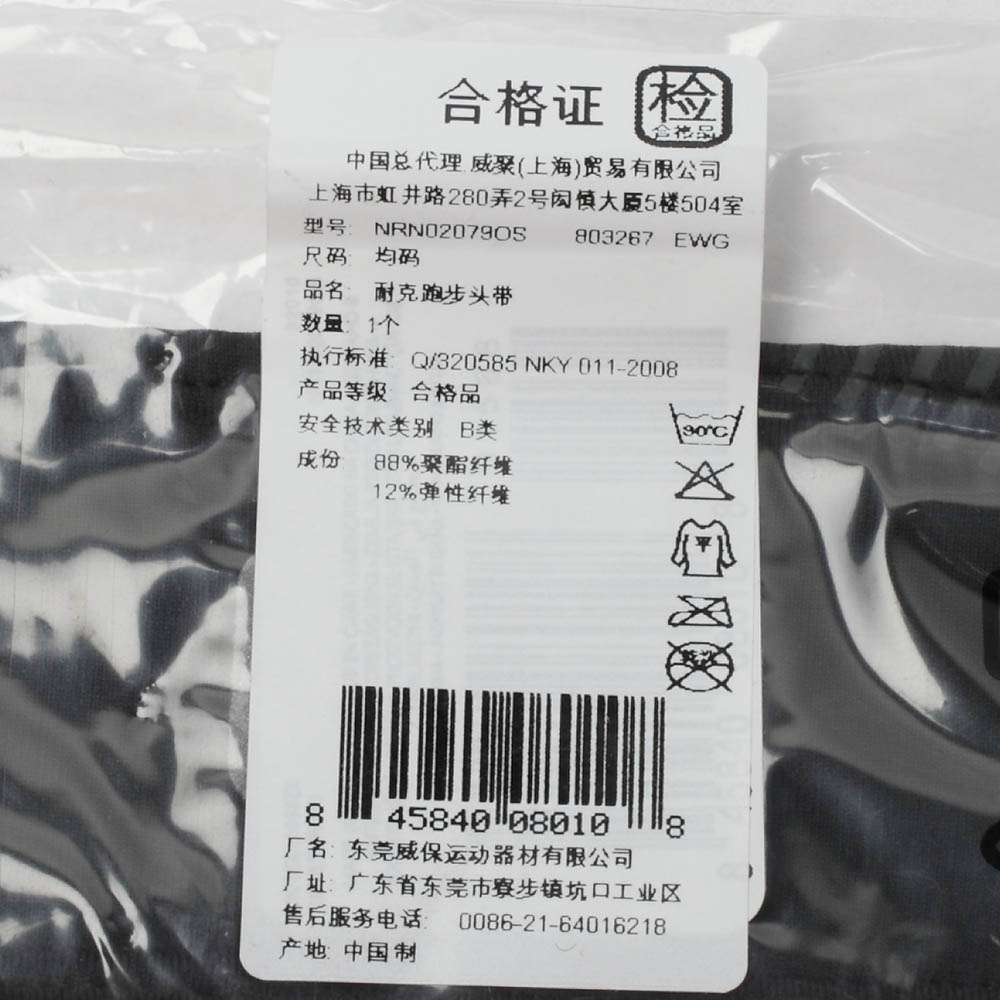 合格证
检
合格品
中国总代理 威聚(上海)贸易有限公司
上海市虹井路280弄2号闵慎大厦5楼504室
型号: NRN02079OS 803267 EWG
尺码: 均码
品名: 耐克跑步头带
数量: 1个
执行标准: Q/320585 NKY 011-2008
产品等级: 合格品
安全技术类别 B类
成份: 88%聚酯纤维
12%弹性纤维
30°C
平
8 45840 08010 8
厂名: 东莞威保运动器材有限公司
厂址: 广东省东莞市寮步镇坑口工业区
售后服务电话: 0086-21-64016218
产地: 中国制